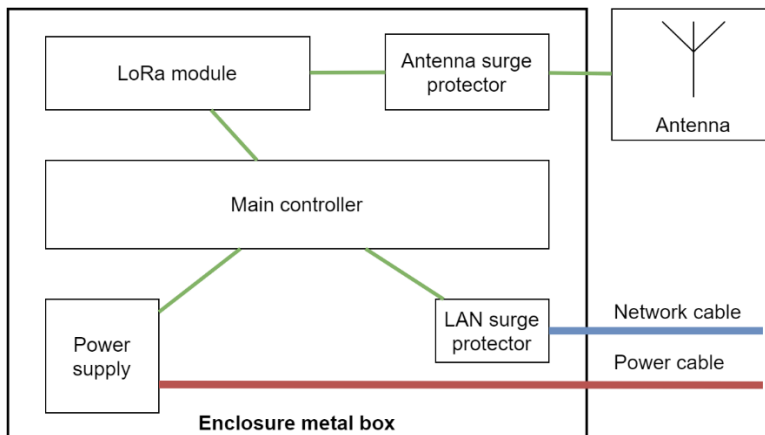 LoRa module
Antenna surge
protector
Antenna
Main controller
Power
supply
LAN surge
protector
Network cable
Power cable
Enclosure metal box